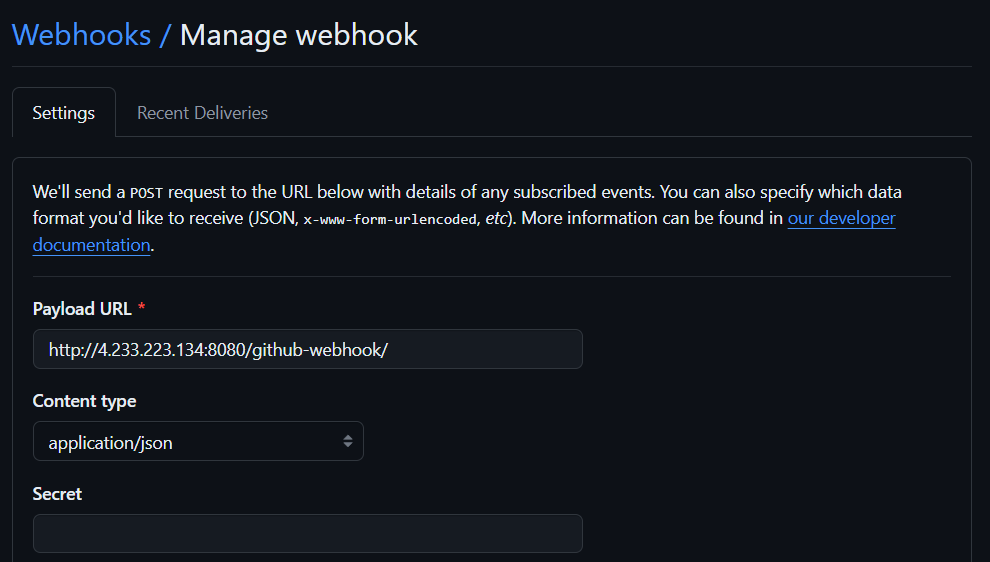 Webhooks / Manage webhook
Settings
Recent Deliveries
We'll send a POST request to the URL below with details of any subscribed events. You can also specify which data
format you'd like to receive (JSON, x-www-form-urlencoded, etc). More information can be found in our developer
documentation.
Payload URL *
http://4.233.223.134:8080/github-webhook/
Content type
application/json
Secret